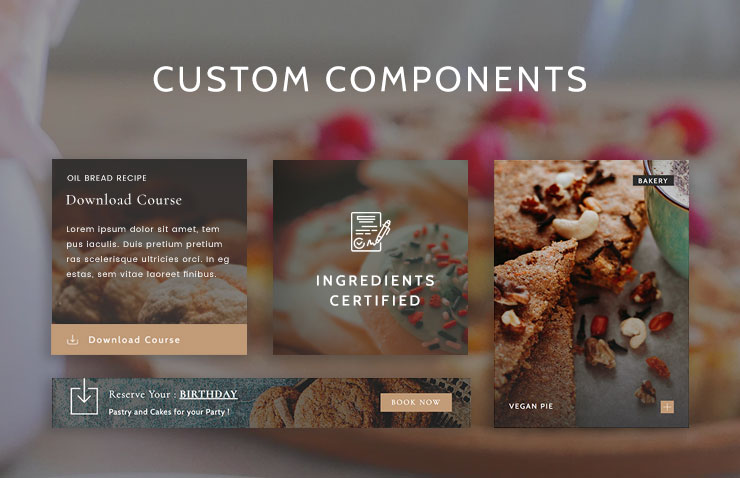 CUSTOM COMPONENTS
OIL BREAD RECIPE
Download Course
Lorem ipsum dolor sit amet, tem
pus iaculis. Duis pretium pretium
ras scelerisque ultricies orci. In eg
estas, sem vitae laoreet finibus.
Download Course
INGREDIENTS
CERTIFIED
BAKERY
VEGAN PIE
Reserve Your : BIRTHDAY
Pastry and Cakes for your Party !
BOOK NOW